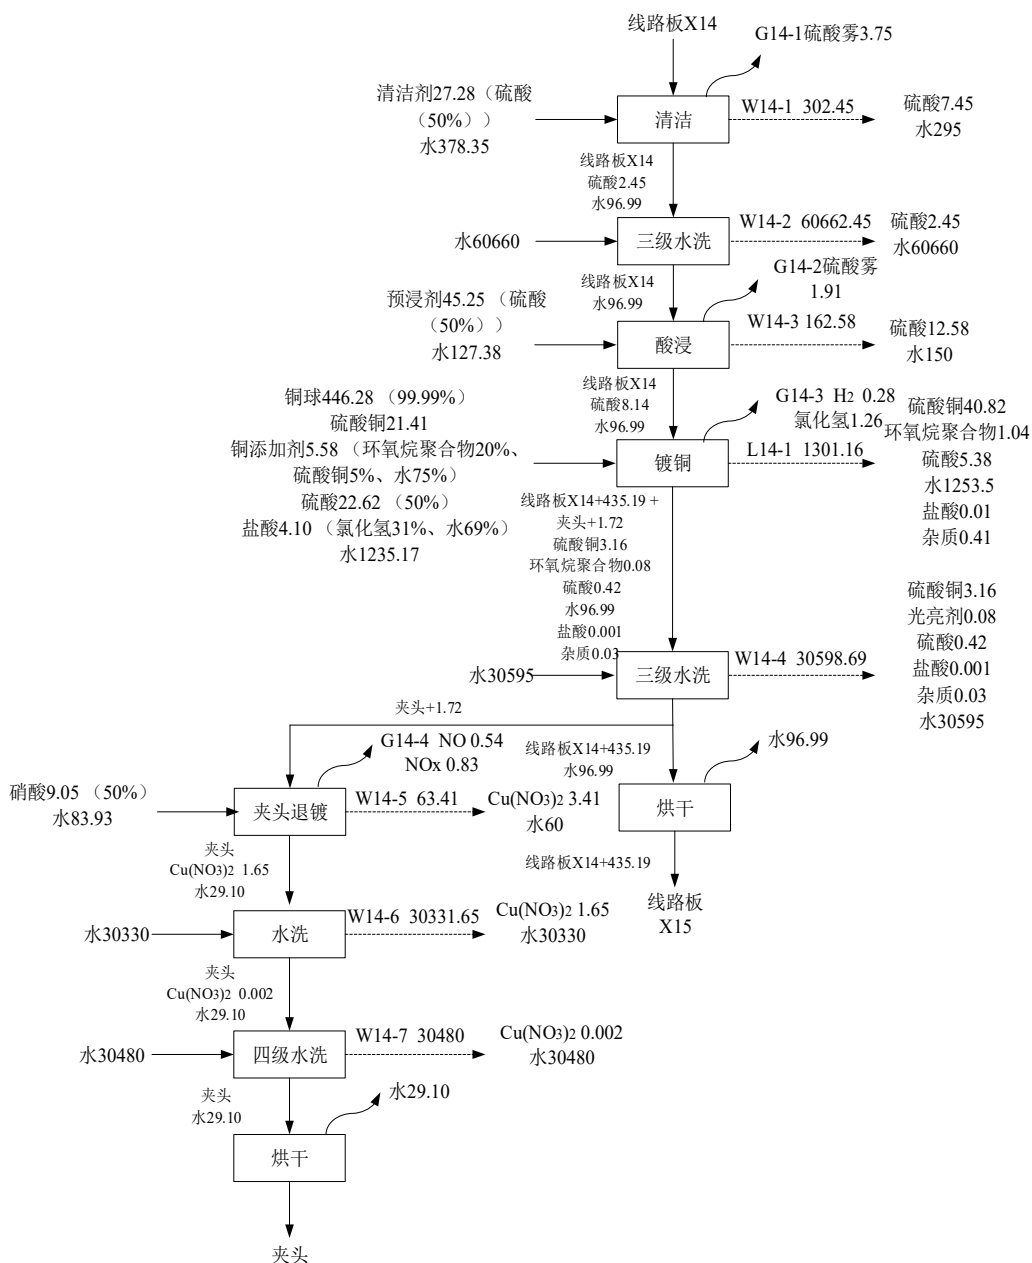 线路板X14
G14-1硫酸雾3.75
清洁剂27.28（硫酸
（50%））
水378.35
清洁
W14-1  302.45
硫酸7.45
水295
线路板X14
硫酸2.45
水96.99
水60660
三级水洗
W14-2  60662.45
硫酸2.45
水60660
线路板X14
水96.99
G14-2硫酸雾
1.91
预浸剂45.25 （硫酸
（50%））
水127.38
酸浸
W14-3 162.58
硫酸12.58
水150
线路板X14
硫酸8.14
水96.99
G14-3  H2  0.28
氯化氢1.26
铜球446.28 （99.99%）
硫酸铜21.41
铜添加剂5.58 （环氧烷聚合物20%、
硫酸铜5%、水75%）
硫酸22.62 （50%）
盐酸4.10 （氯化氢31%、水69%）
水1235.17
镀铜
L14-1  1301.16
硫酸铜40.82
环氧烷聚合物1.04
硫酸5.38
水1253.5
盐酸0.01
杂质0.41
线路板X14+435.19 +
夹头+1.72
硫酸铜3.16
环氧烷聚合物0.08
硫酸0.42
水96.99
盐酸0.001
杂质0.03
水30595
三级水洗
W14-4  30598.69
硫酸铜3.16
光亮剂0.08
硫酸0.42
盐酸0.001
杂质0.03
水30595
夹头+1.72
G14-4  NO 0.54
NOx 0.83
线路板X14+435.19
水96.99
水96.99
硝酸9.05 （50%）
水83.93
夹头退镀
W14-5  63.41
Cu(NO3)2 3.41
水60
烘干
夹头
Cu(NO3)2  1.65
水29.10
线路板X14+435.19
线路板
X15
水30330
水洗
W14-6  30331.65
Cu(NO3)2 1.65
水30330
夹头
Cu(NO3)2  0.002
水29.10
水30480
四级水洗
W14-7  30480
Cu(NO3)2 0.002
水30480
夹头
水29.10
水29.10
烘干
夹头